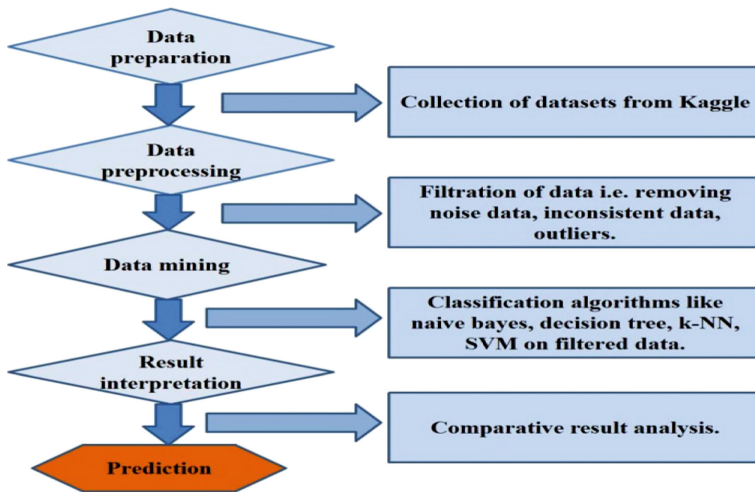 Data
preparation
Collection of datasets from Kaggle
Data
preprocessing
Filtration of data i.e. removing
noise data, inconsistent data,
outliers.
Data mining
Classification algorithms like
naive bayes, decision tree, k-NN,
SVM on filtered data.
Result
interpretation
Comparative result analysis.
Prediction